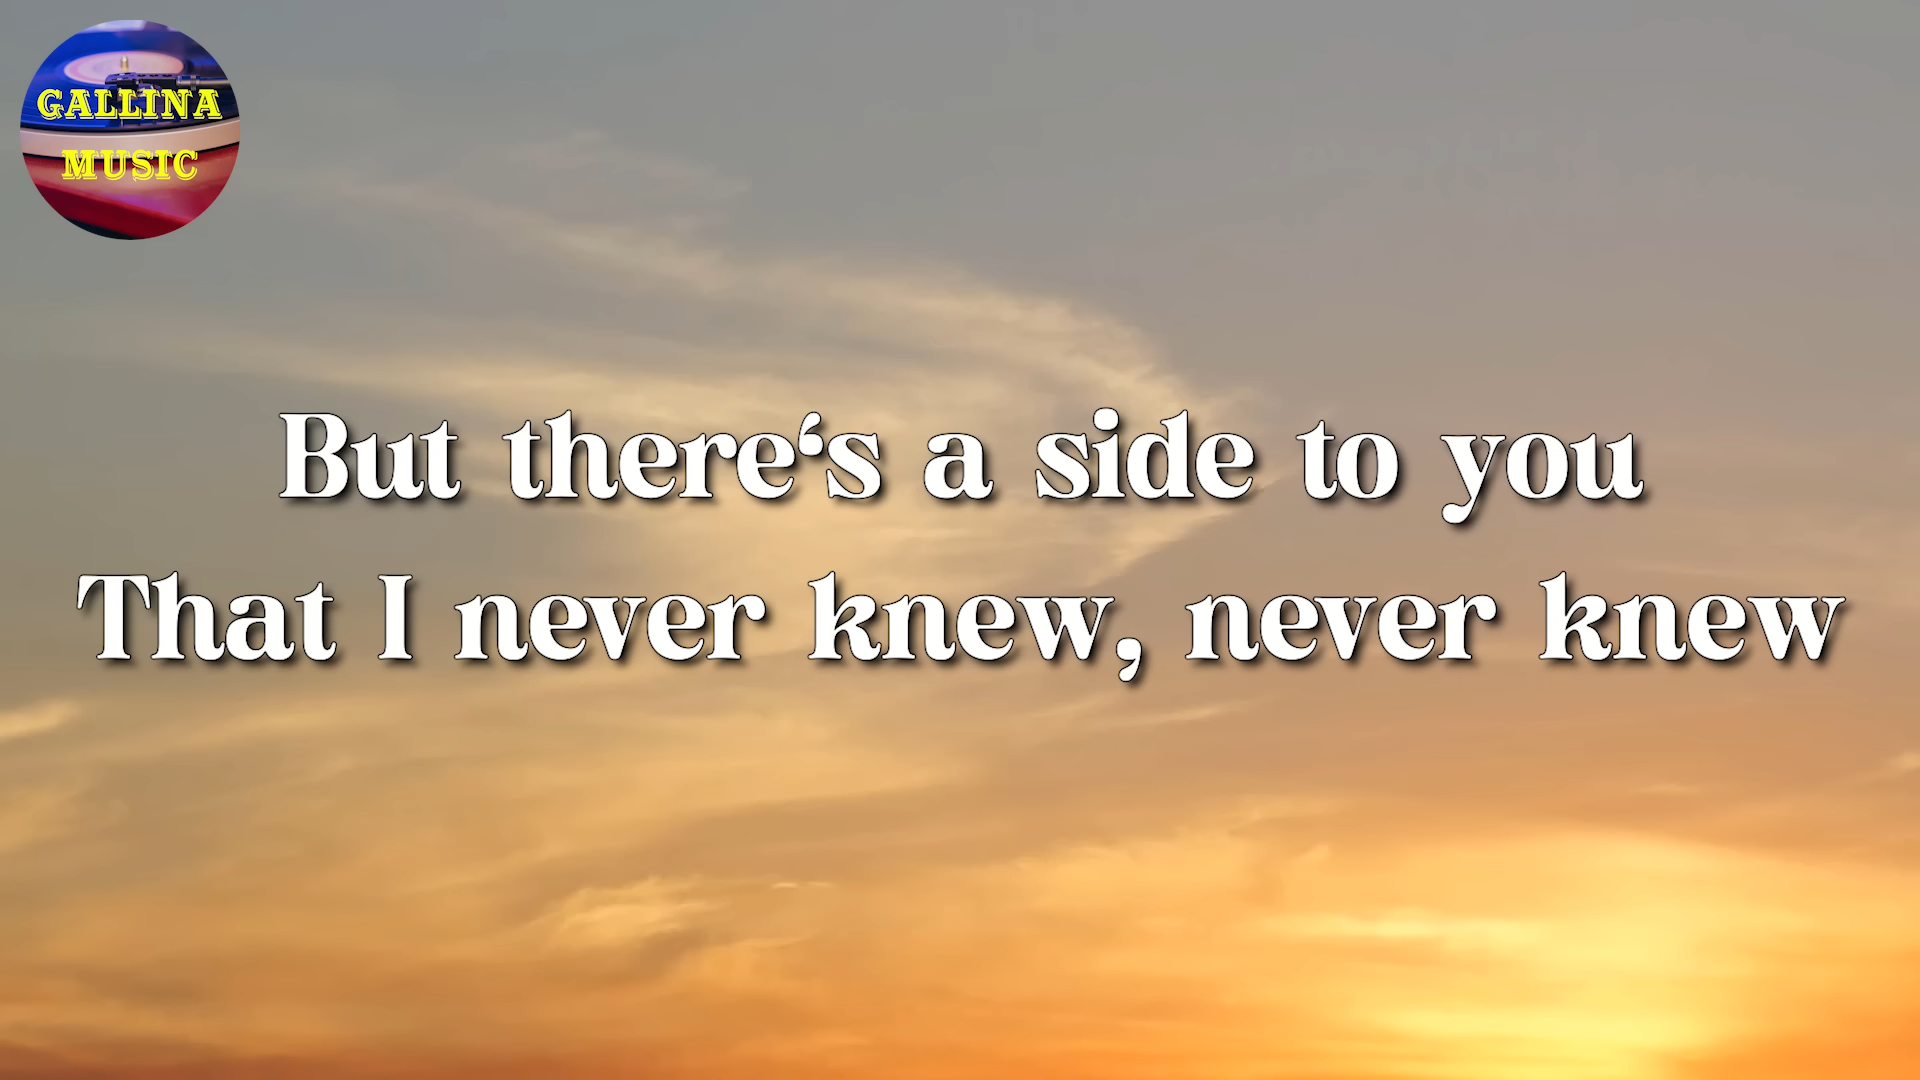 GALLINA
MUSIC
But there‘s a side to you
That I never knew, never knew